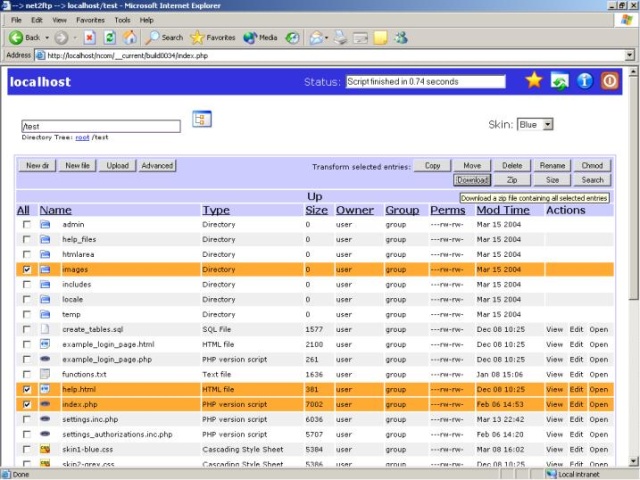 --> net2ftp --> localhost/test - Microsoft Internet Explorer
File Edit View Favorites Tools Help
Back Search Favorites Media
Address http://localhost/ncom/__current/build0034/index.php
localhost Status: Script finished in 0.74 seconds
/test Skin: Blue
Directory Tree: root /test
New dir New file Upload Advanced Transform selected entries: Copy Move Delete Rename Chmod
Download Zip Size Search
Download a zip file containing all selected entries
Up
All Name Type Size Owner Group Perms Mod Time Actions
admin Directory 0 user group ---rw-rw- Mar 15 2004
help_files Directory 0 user group ---rw-rw- Mar 15 2004
htmlarea Directory 0 user group ---rw-rw- Mar 15 2004
images Directory 0 user group ---rw-rw- Mar 15 2004
includes Directory 0 user group ---rw-rw- Mar 15 2004
locale Directory 0 user group ---rw-rw- Mar 15 2004
temp Directory 0 user group ---rw-rw- Mar 15 2004
create_tables.sql SQL File 1577 user group ---rw-rw- Dec 08 10:25 View Edit Open
example_login_page.html HTML file 2100 user group ---rw-rw- Dec 08 10:25 View Edit Open
example_login_page.php PHP version script 261 user group ---rw-rw- Dec 08 10:25 View Edit Open
functions.txt Text file 1636 user group ---rw-rw- Jan 08 15:06 View Edit Open
help.html HTML file 381 user group ---rw-rw- Dec 08 10:25 View Edit Open
index.php PHP version script 7002 user group ---rw-rw- Feb 06 14:53 View Edit Open
settings.inc.php PHP version script 6036 user group ---rw-rw- Mar 13 22:42 View Edit Open
settings_authorizations.inc.php PHP version script 5707 user group ---rw-rw- Feb 06 14:20 View Edit Open
skin1-blue.css Cascading Style Sheet 5384 user group ---rw-rw- Mar 08 16:02 View Edit Open
skin2-grey.css Cascading Style Sheet 5386 user group ---rw-rw- Dec 08 10:25 View Edit Open
Done Local intranet